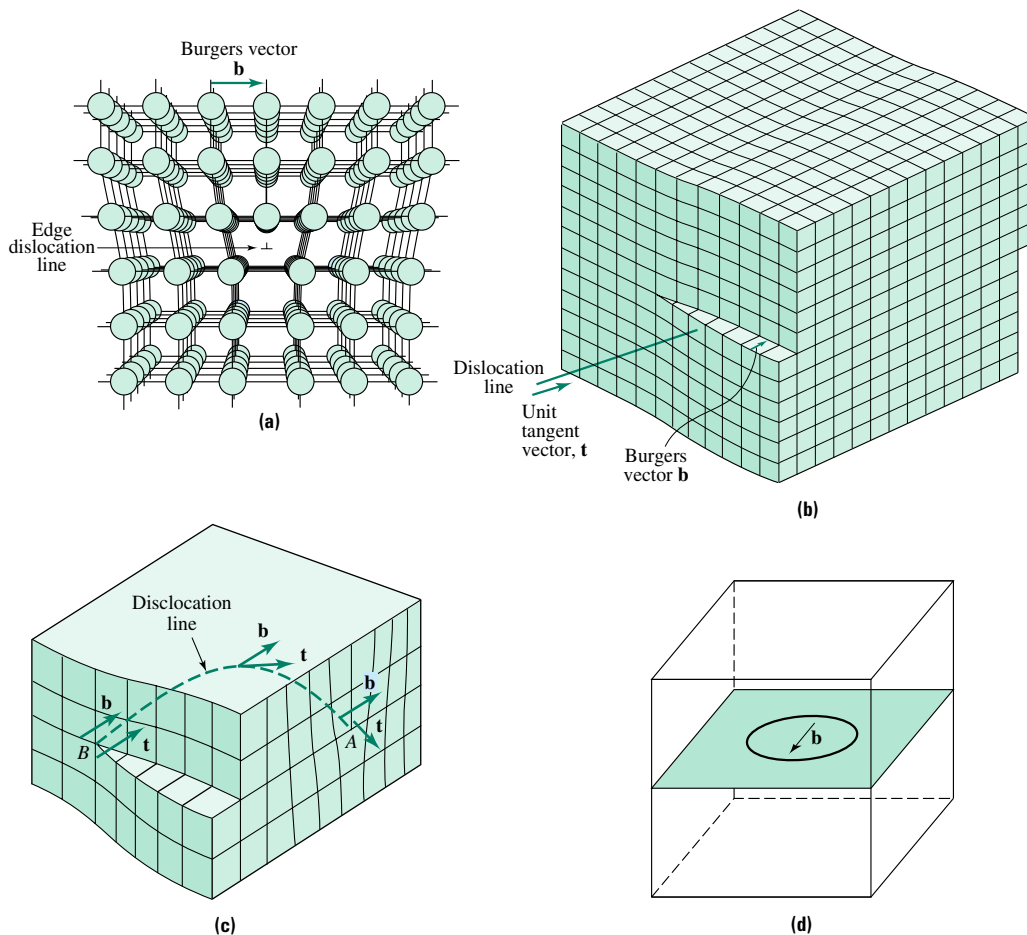 Burgers vector
b
Edge
dislocation
line
(a)
Dislocation
line
Unit
tangent
vector, t
Burgers
vector b
(b)
Disclocation
line
b
t
b
t
B
b
t
A
(c)
b
(d)